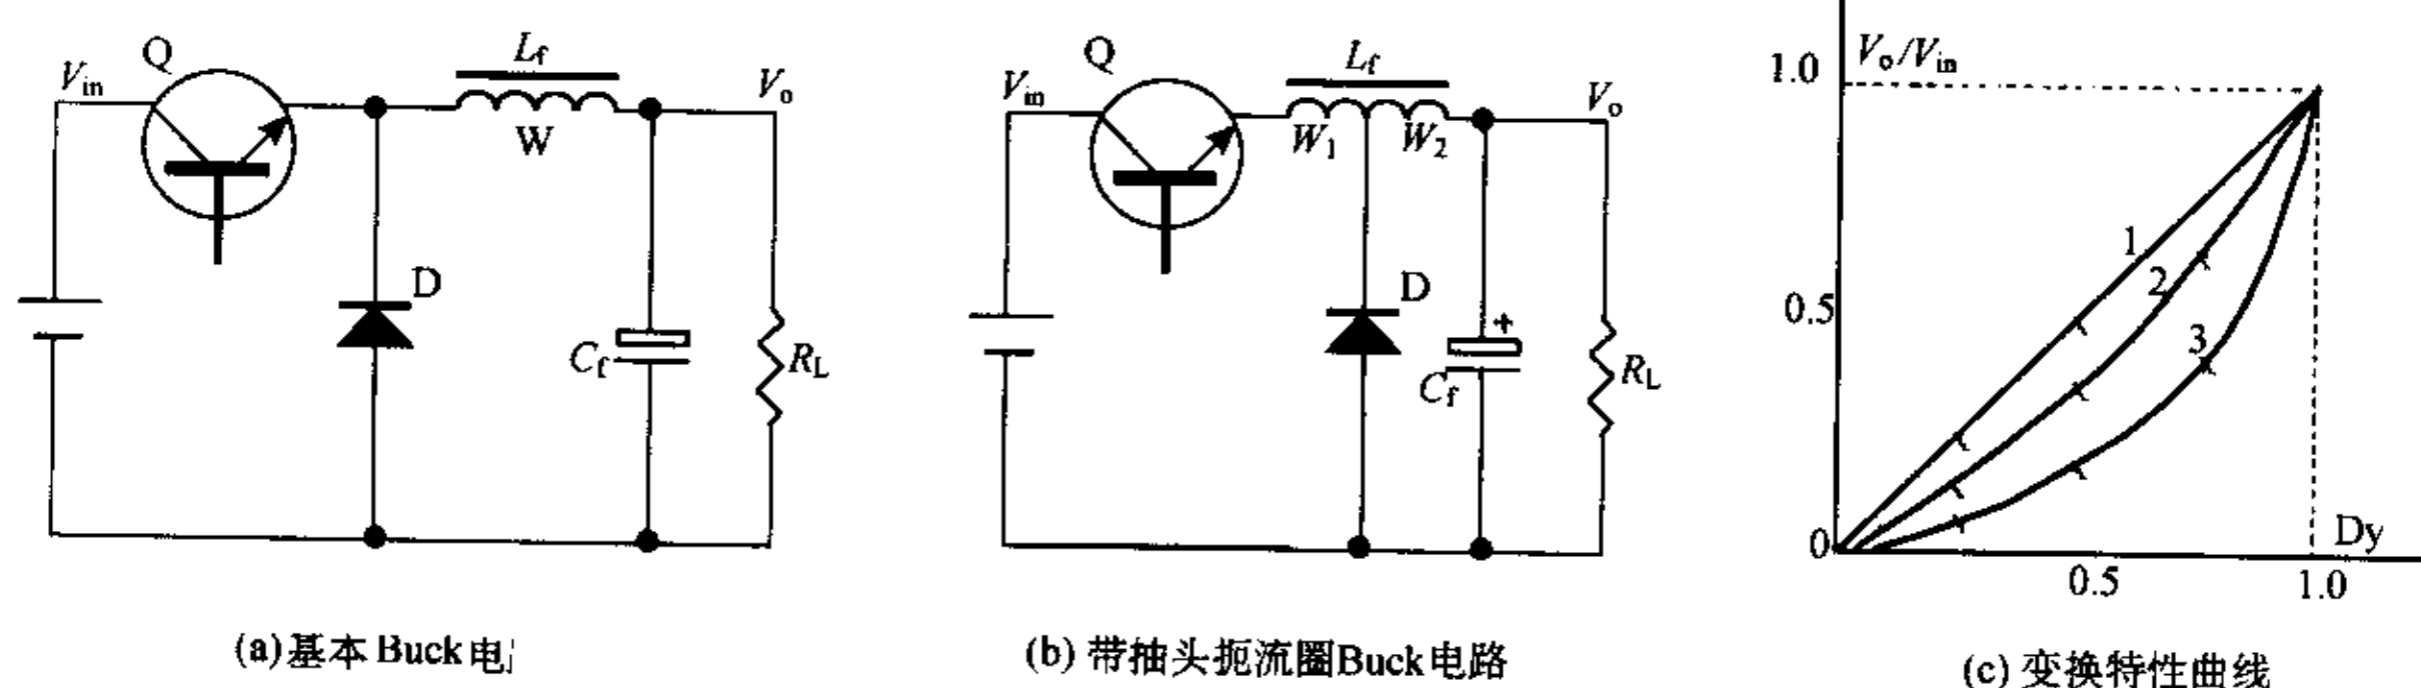 Q
Vin
Lf
W
Vo
D
Cf
RL
(a)基本 Buck 电
Q
Vin
Lf
W1
W2
Vo
D
+
Cf
RL
(b) 带抽头扼流圈Buck电路
Vo/Vin
1.0
1
2
0.5
3
0
Dy
0.5
1.0
(c) 变换特性曲线